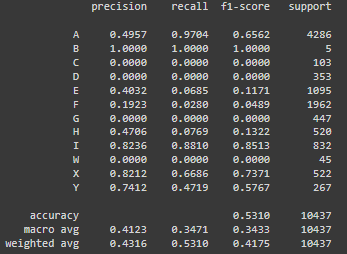 precision recall f1-score support
A 0.4957 0.9704 0.6562 4286
B 1.0000 1.0000 1.0000 5
C 0.0000 0.0000 0.0000 103
D 0.0000 0.0000 0.0000 353
E 0.4032 0.0685 0.1171 1095
F 0.1923 0.0280 0.0489 1962
G 0.0000 0.0000 0.0000 447
H 0.4706 0.0769 0.1322 520
I 0.8236 0.8810 0.8513 832
W 0.0000 0.0000 0.0000 45
X 0.8212 0.6686 0.7371 522
Y 0.7412 0.4719 0.5767 267
accuracy 0.5310 10437
macro avg 0.4123 0.3471 0.3433 10437
weighted avg 0.4316 0.5310 0.4175 10437